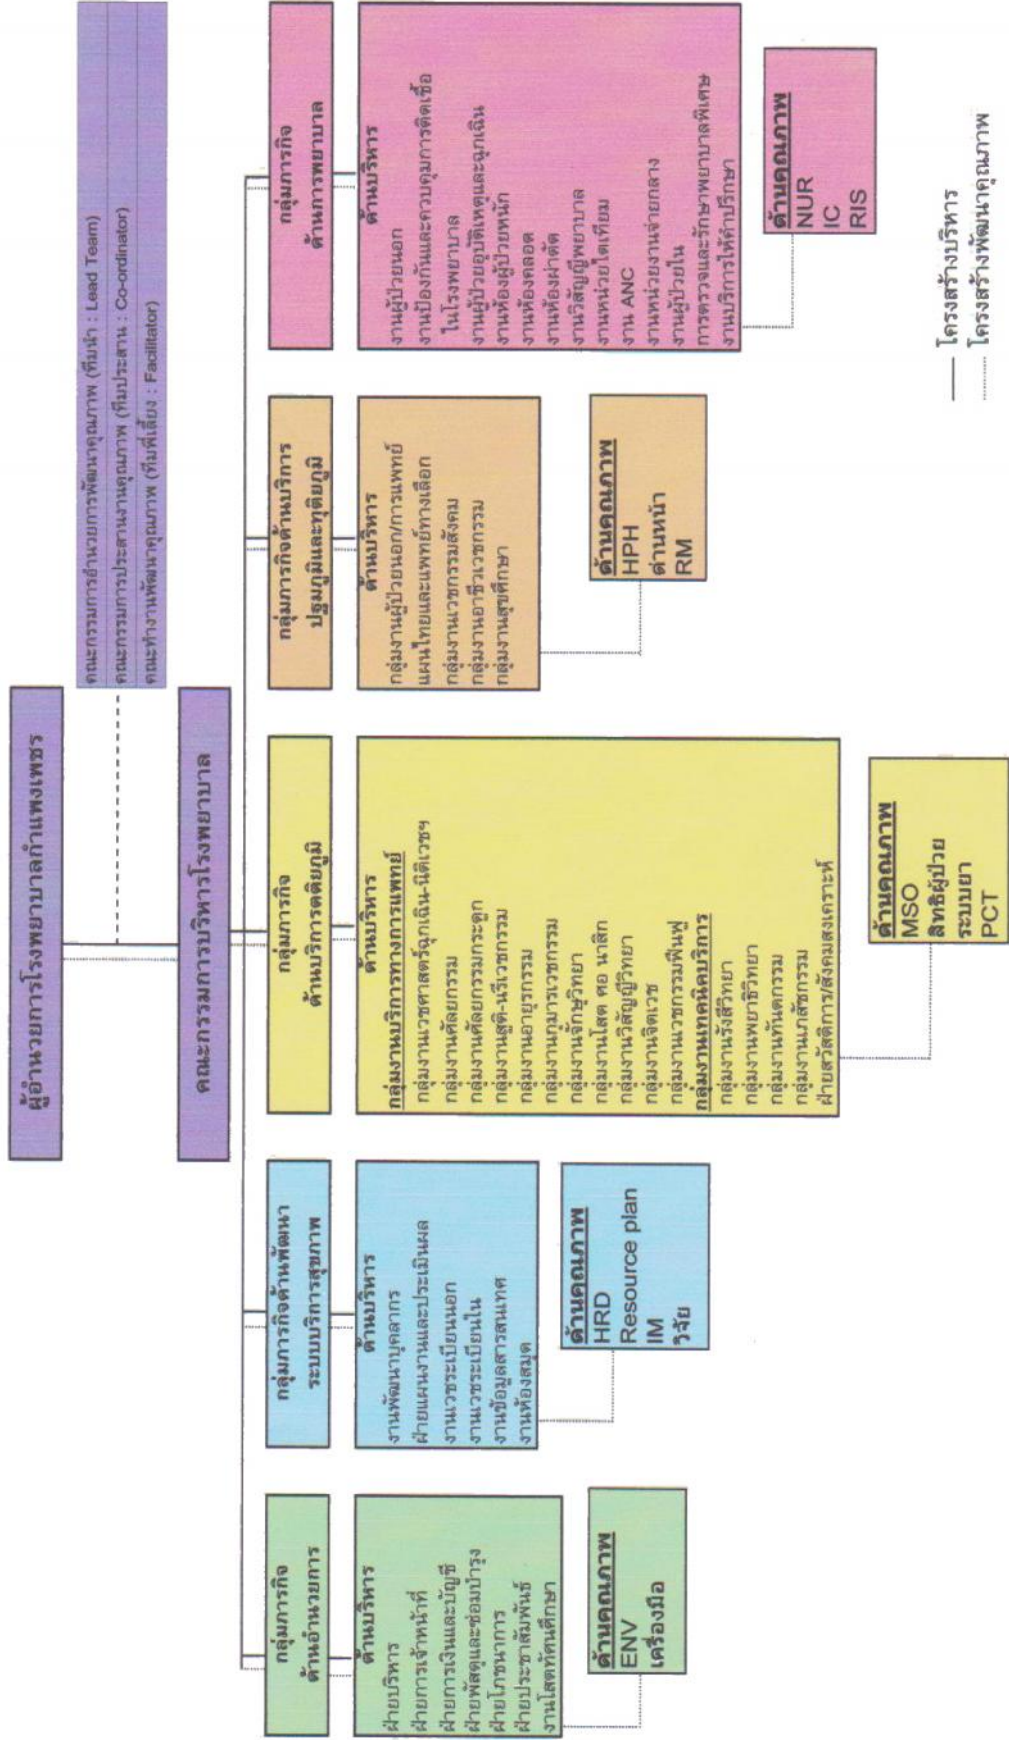 ผู้อำนวยการโรงพยาบาลกำแพงเพชร
คณะกรรมการอำนวยการพัฒนาคุณภาพ (ทีมนำ : Lead Team)
คณะกรรมการประสานงานคุณภาพ (ทีมประสาน : Co-ordinator)
คณะทำงานพัฒนาคุณภาพ (ทีมพี่เลี้ยง : Facilitator)
คณะกรรมการบริหารโรงพยาบาล
กลุ่มภารกิจ
ด้านอำนวยการ
ด้านบริหาร
ฝ่ายบริหาร
ฝ่ายการเจ้าหน้าที่
ฝ่ายการเงินและบัญชี
ฝ่ายพัสดุและซ่อมบำรุง
ฝ่ายโภชนาการ
ฝ่ายประชาสัมพันธ์
งานโสตทัศนศึกษา
ด้านคุณภาพ
ENV
เครื่องมือ
กลุ่มภารกิจด้านพัฒนา
ระบบบริการสุขภาพ
ด้านบริหาร
งานพัฒนาบุคลากร
ฝ่ายแผนงานและประเมินผล
งานเวชระเบียนนอก
งานเวชระเบียนใน
งานข้อมูลสารสนเทศ
งานห้องสมุด
ด้านคุณภาพ
HRD
Resource plan
IM
วิจัย
กลุ่มภารกิจ
ด้านบริการตติยภูมิ
ด้านบริหาร
กลุ่มงานบริการทางการแพทย์
กลุ่มงานเวชศาสตร์ฉุกเฉิน-นิติเวชฯ
กลุ่มงานศัลยกรรม
กลุ่มงานศัลยกรรมกระดูก
กลุ่มงานสูติ-นรีเวชกรรม
กลุ่มงานอายุรกรรม
กลุ่มงานกุมารเวชกรรม
กลุ่มงานจักษุวิทยา
กลุ่มงานโสต ศอ นาสิก
กลุ่มงานวิสัญญีวิทยา
กลุ่มงานจิตเวช
กลุ่มงานเวชกรรมฟื้นฟู
กลุ่มงานเทคนิคบริการ
กลุ่มงานรังสีวิทยา
กลุ่มงานพยาธิวิทยา
กลุ่มงานทันตกรรม
กลุ่มงานเภสัชกรรม
ฝ่ายสวัสดิการ/สังคมสงเคราะห์
ด้านคุณภาพ
MSO
สิทธิผู้ป่วย
ระบบยา
PCT
กลุ่มภารกิจด้านบริการ
ปฐมภูมิและทุติยภูมิ
ด้านบริหาร
กลุ่มงานผู้ป่วยนอก/การแพทย์
แผนไทยและแพทย์ทางเลือก
กลุ่มงานเวชกรรมสังคม
กลุ่มงานอาชีวเวชกรรม
กลุ่มงานสุขศึกษา
ด้านคุณภาพ
HPH
ด่านหน้า
RM
กลุ่มภารกิจ
ด้านการพยาบาล
ด้านบริหาร
งานผู้ป่วยนอก
งานป้องกันและควบคุมการติดเชื้อ
ในโรงพยาบาล
งานผู้ป่วยอุบัติเหตุและฉุกเฉิน
งานห้องผู้ป่วยหนัก
งานห้องคลอด
งานห้องผ่าตัด
งานวิสัญญีพยาบาล
งานหน่วยไตเทียม
งาน ANC
งานหน่วยงานจ่ายกลาง
งานผู้ป่วยใน
การตรวจและรักษาพยาบาลพิเศษ
งานบริการให้คำปรึกษา
ด้านคุณภาพ
NUR
IC
RIS
โครงสร้างบริหาร
โครงสร้างพัฒนาคุณภาพ